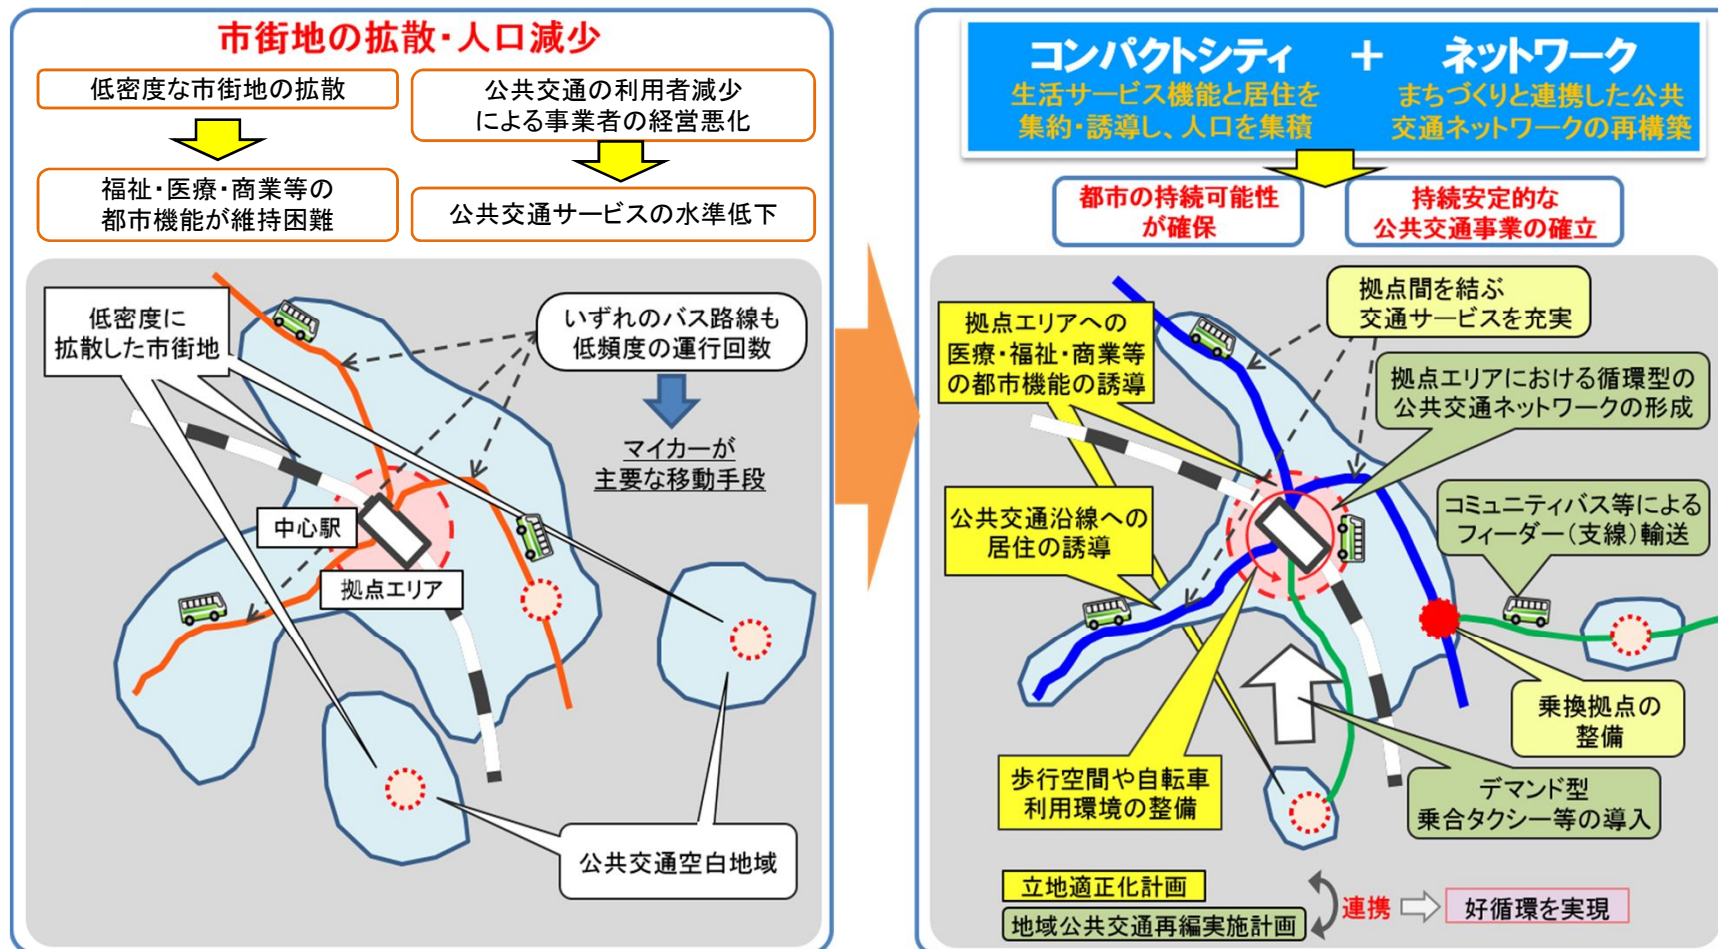 市街地の拡散・人口減少
低密度な市街地の拡散
公共交通の利用者減少
による事業者の経営悪化
福祉・医療・商業等の
都市機能が維持困難
公共交通サービスの水準低下
低密度に
拡散した市街地
いずれのバス路線も
低頻度の運行回数
マイカーが
主要な移動手段
中心駅
拠点エリア
公共交通空白地域
コンパクトシティ + ネットワーク
生活サービス機能と居住を
集約・誘導し、人口を集積
まちづくりと連携した公共
交通ネットワークの再構築
都市の持続可能性
が確保
持続安定的な
公共交通事業の確立
拠点間を結ぶ
交通サービスを充実
拠点エリアへの
医療・福祉・商業等
の都市機能の誘導
拠点エリアにおける循環型の
公共交通ネットワークの形成
公共交通沿線への
居住の誘導
コミュニティバス等による
フィーダー(支線)輸送
乗換拠点の
整備
歩行空間や自転車
利用環境の整備
デマンド型
乗合タクシー等の導入
立地適正化計画
地域公共交通再編実施計画
連携
好循環を実現